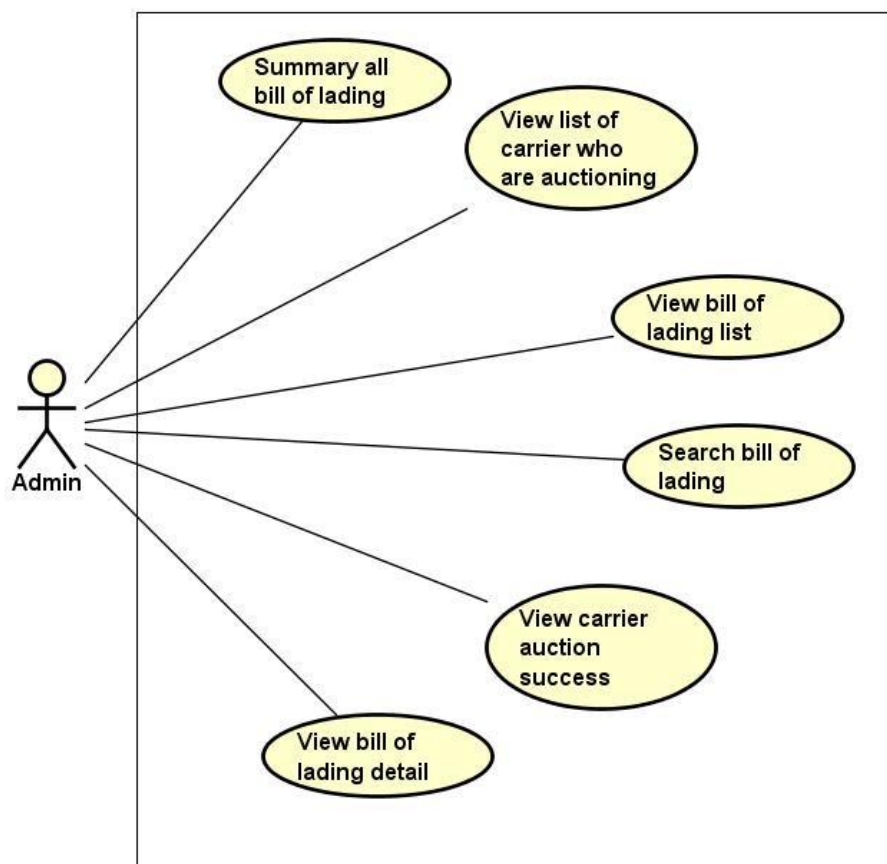 Summary all
bill of lading
View list of
carrier who
are auctioning
View bill of
lading list
Admin
Search bill of
lading
View carrier
auction
success
View bill of
lading detail